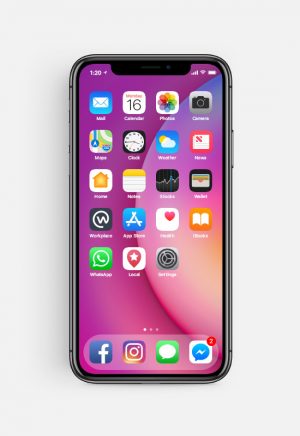 1:20
Monday
16
Mail Calendar Photos Camera
Maps Clock Weather News
Home Notes Stocks Wallet
Workplace App Store Health iBooks
WhatsApp Local Settings
2